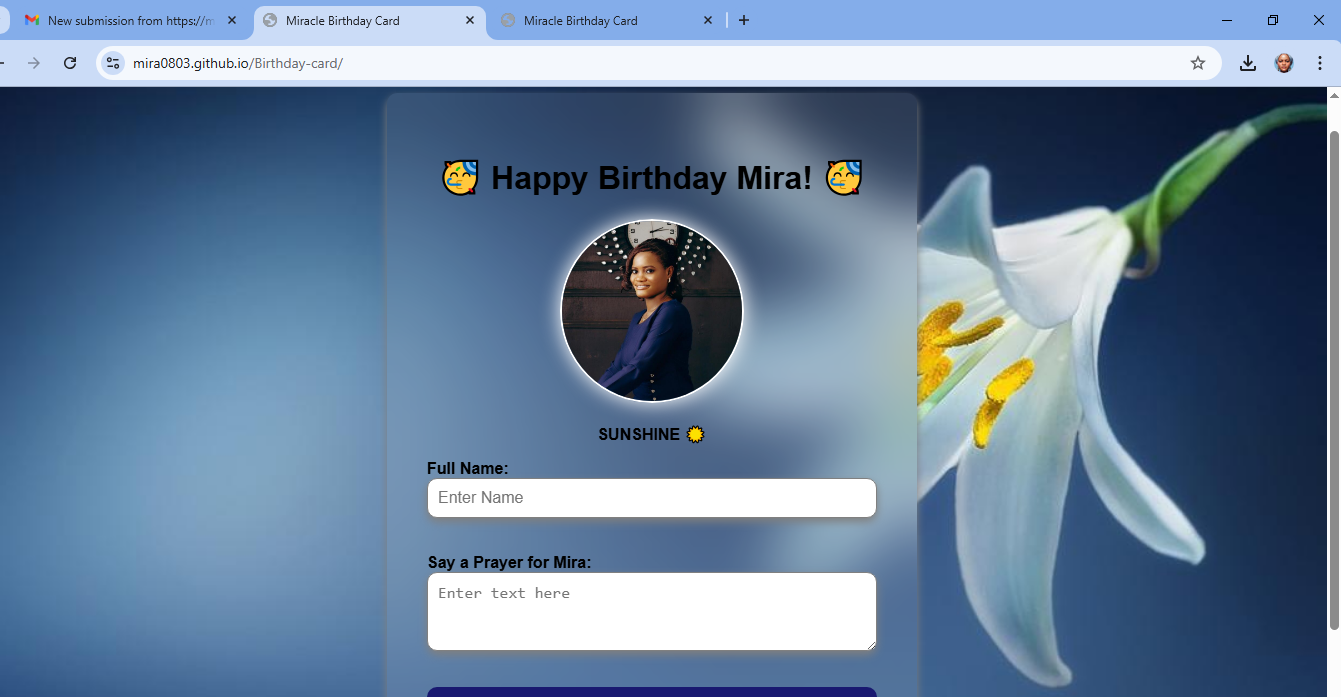 New submission from https://m
Miracle Birthday Card
Miracle Birthday Card
mira0803.github.io/Birthday-card/
🥳 Happy Birthday Mira! 🥳
SUNSHINE
Full Name:
Enter Name
Say a Prayer for Mira:
Enter text here